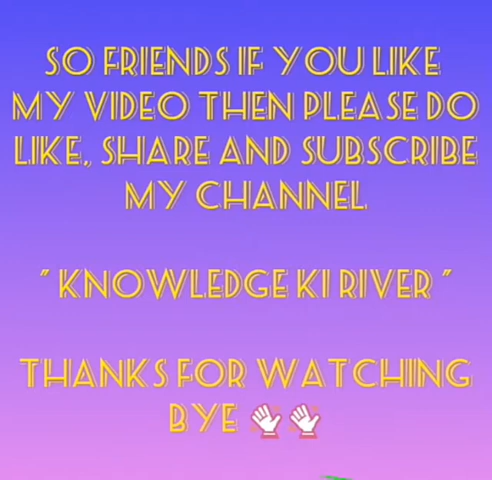 SO FRIENDS IF YOU LIKE
MY VIDEO THEN PLEASE DO
LIKE, SHARE AND SUBSCRIBE
MY CHANNEL
" KNOWLEDGE KI RIVER "
THANKS FOR WATCHING
BYE 👋👋